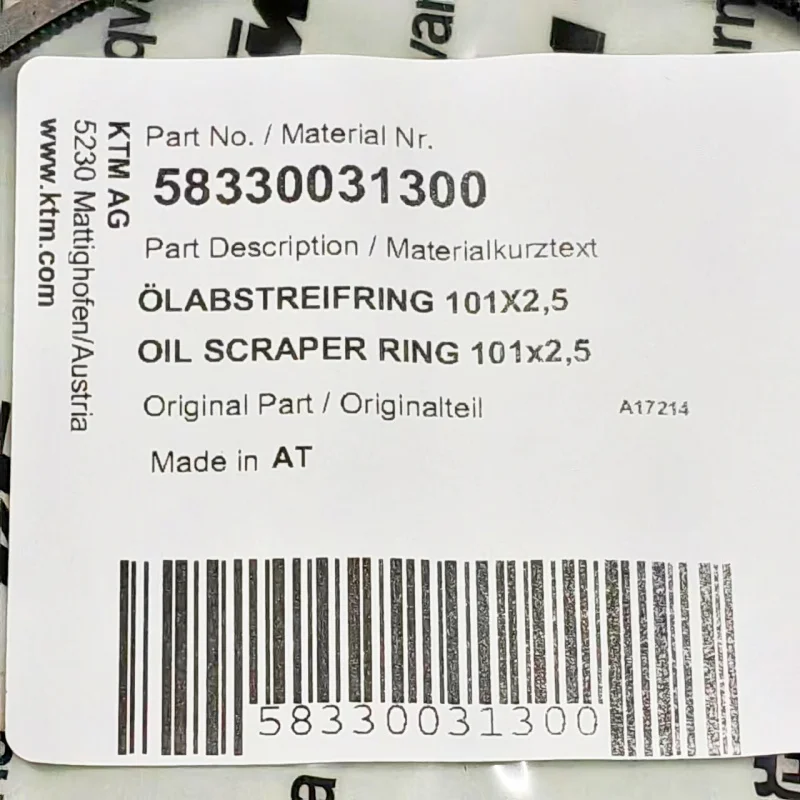 KTM AG
5230 Mattighofen/Austria
www.ktm.com
Part No. / Material Nr.
58330031300
Part Description / Materialkurztext
ÖLABSTREIFRING 101X2,5
OIL SCRAPER RING 101x2,5
Original Part / Originalteil
A17214
Made in AT
58330031300